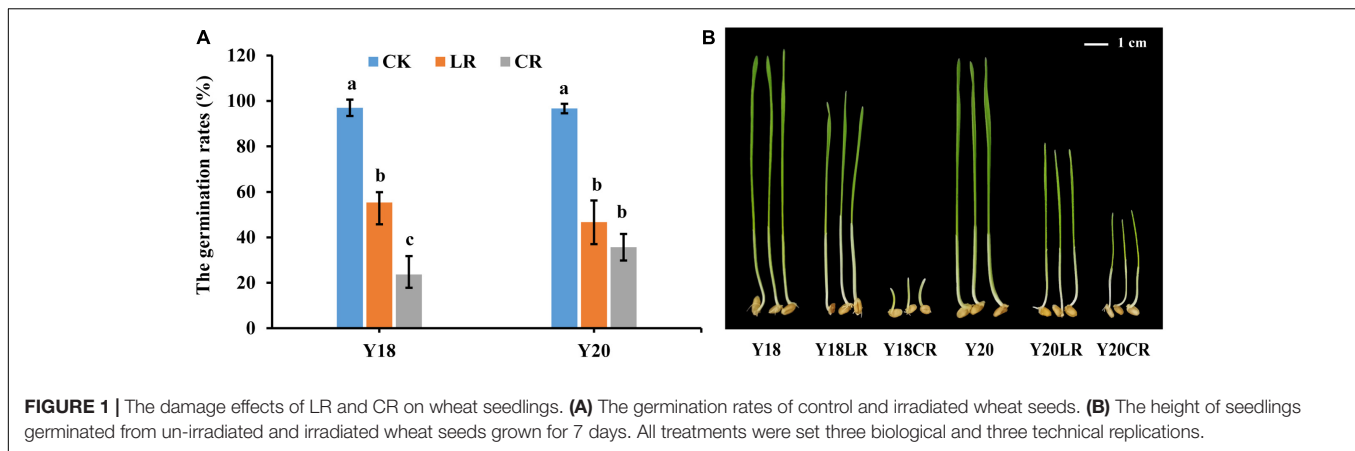 A
B
120
100
80
60
40
20
0
The germination rates (%)
CK LR CR
a
b
c
a
b
b
Y18 Y20
1 cm
Y18 Y18LR Y18CR Y20 Y20LR Y20CR
FIGURE 1 | The damage effects of LR and CR on wheat seedlings. (A) The germination rates of control and irradiated wheat seeds. (B) The height of seedlings
germinated from un-irradiated and irradiated wheat seeds grown for 7 days. All treatments were set three biological and three technical replications.